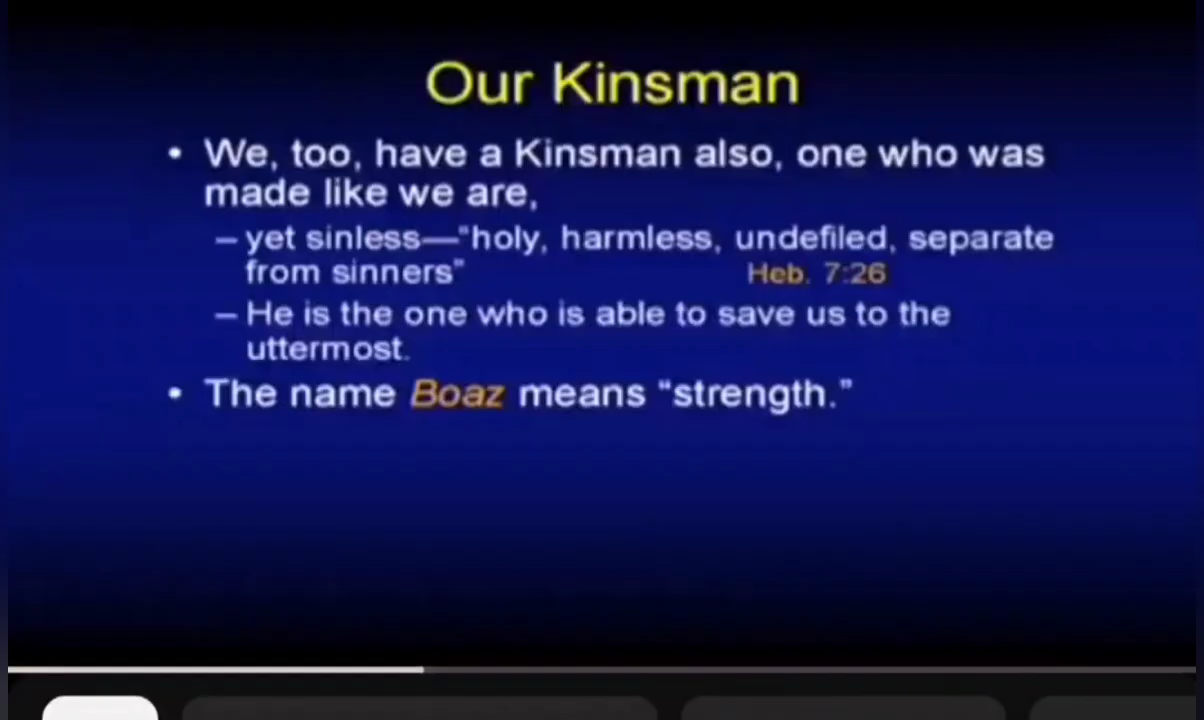 Our Kinsman
• We, too, have a Kinsman also, one who was
made like we are,
– yet sinless—"holy, harmless, undefiled, separate
from sinners" Heb. 7:26
– He is the one who is able to save us to the
uttermost.
• The name Boaz means “strength.”